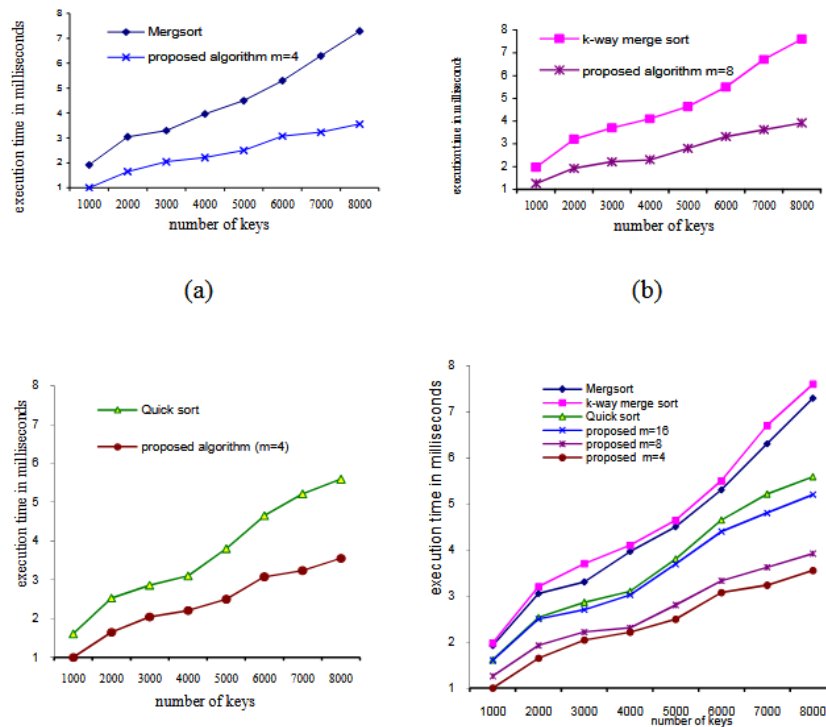 execution time in milliseconds
8
7
6
5
4
3
2
1
Mergsort
proposed algorithm m=4
1000 2000 3000 4000 5000 6000 7000 8000
number of keys
(a)
execution time in milliseconds
8
7
6
5
4
3
2
1
k-way merge sort
proposed algorithm m=8
1000 2000 3000 4000 5000 6000 7000 8000
number of keys
(b)
execution time in milliseconds
8
7
6
5
4
3
2
1
Quick sort
proposed algorithm (m=4)
1000 2000 3000 4000 5000 6000 7000 8000
number of keys
execution time in milliseconds
8
7
6
5
4
3
2
1
Mergsort
k-way merge sort
Quick sort
proposed m=16
proposed m=8
proposed m=4
1000 2000 3000 4000 5000 6000 7000 8000
number of keys